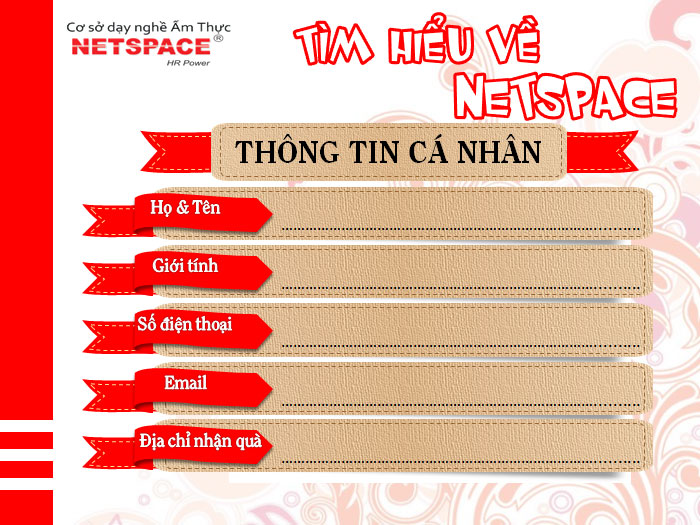 Cơ sở dạy nghề Ẩm Thực
NETSPACE®
HR Power
TÌM HIỂU VỀ
NETSPACE
THÔNG TIN CÁ NHÂN
Họ & Tên
Giới tính
Số điện thoại
Email
Địa chỉ nhận quà